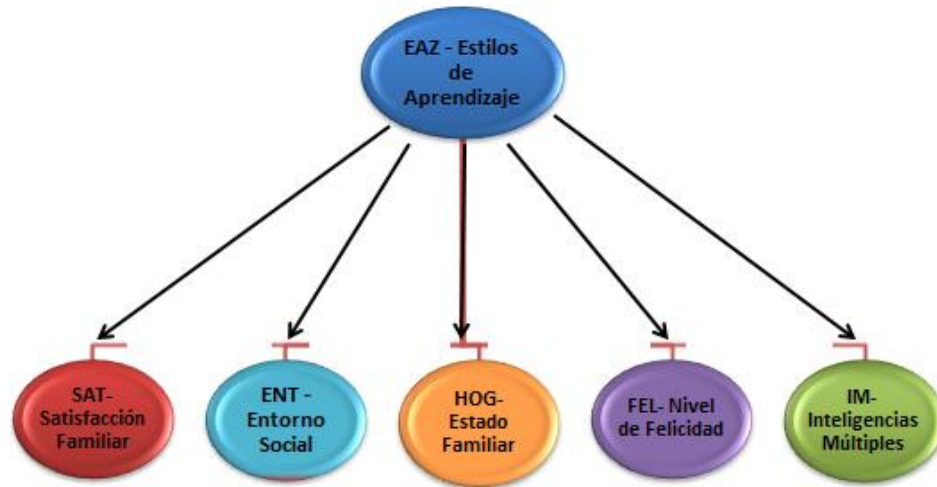 EAZ - Estilos
de
Aprendizaje
SAT-
Satisfacción
Familiar
ENT -
Entorno
Social
HOG-
Estado
Familiar
FEL- Nivel
de Felicidad
IM-
Inteligencias
Múltiples